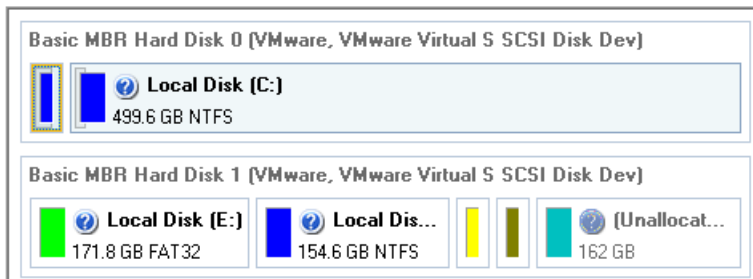 Basic MBR Hard Disk 0 (VMware, VMware Virtual S SCSI Disk Dev)
Local Disk (C:)
499.6 GB NTFS
Basic MBR Hard Disk 1 (VMware, VMware Virtual S SCSI Disk Dev)
Local Disk (E:)
171.8 GB FAT32
Local Dis...
154.6 GB NTFS
(Unallocat...
162 GB